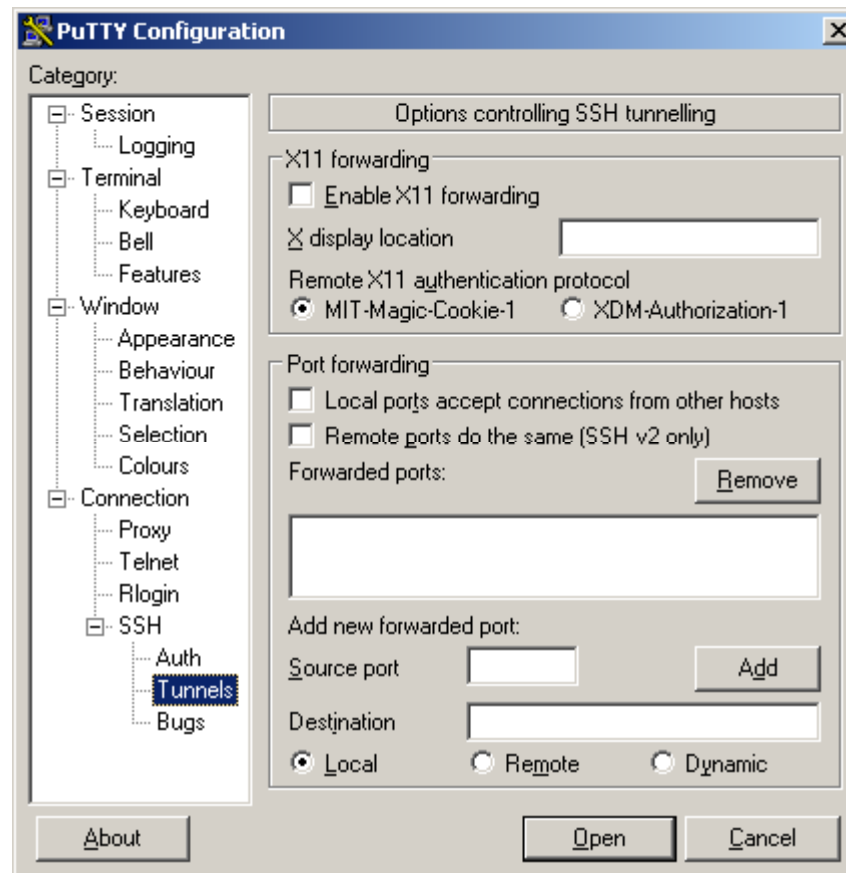 PuTTY Configuration
Category:
Session
Logging
Terminal
Keyboard
Bell
Features
Window
Appearance
Behaviour
Translation
Selection
Colours
Connection
Proxy
Telnet
Rlogin
SSH
Auth
Tunnels
Bugs
Options controlling SSH tunnelling
X11 forwarding
Enable X11 forwarding
X display location
Remote X11 authentication protocol
MIT-Magic-Cookie-1 XDM-Authorization-1
Port forwarding
Local ports accept connections from other hosts
Remote ports do the same (SSH v2 only)
Forwarded ports: Remove
Add new forwarded port:
Source port Add
Destination
Local Remote Dynamic
About Open Cancel